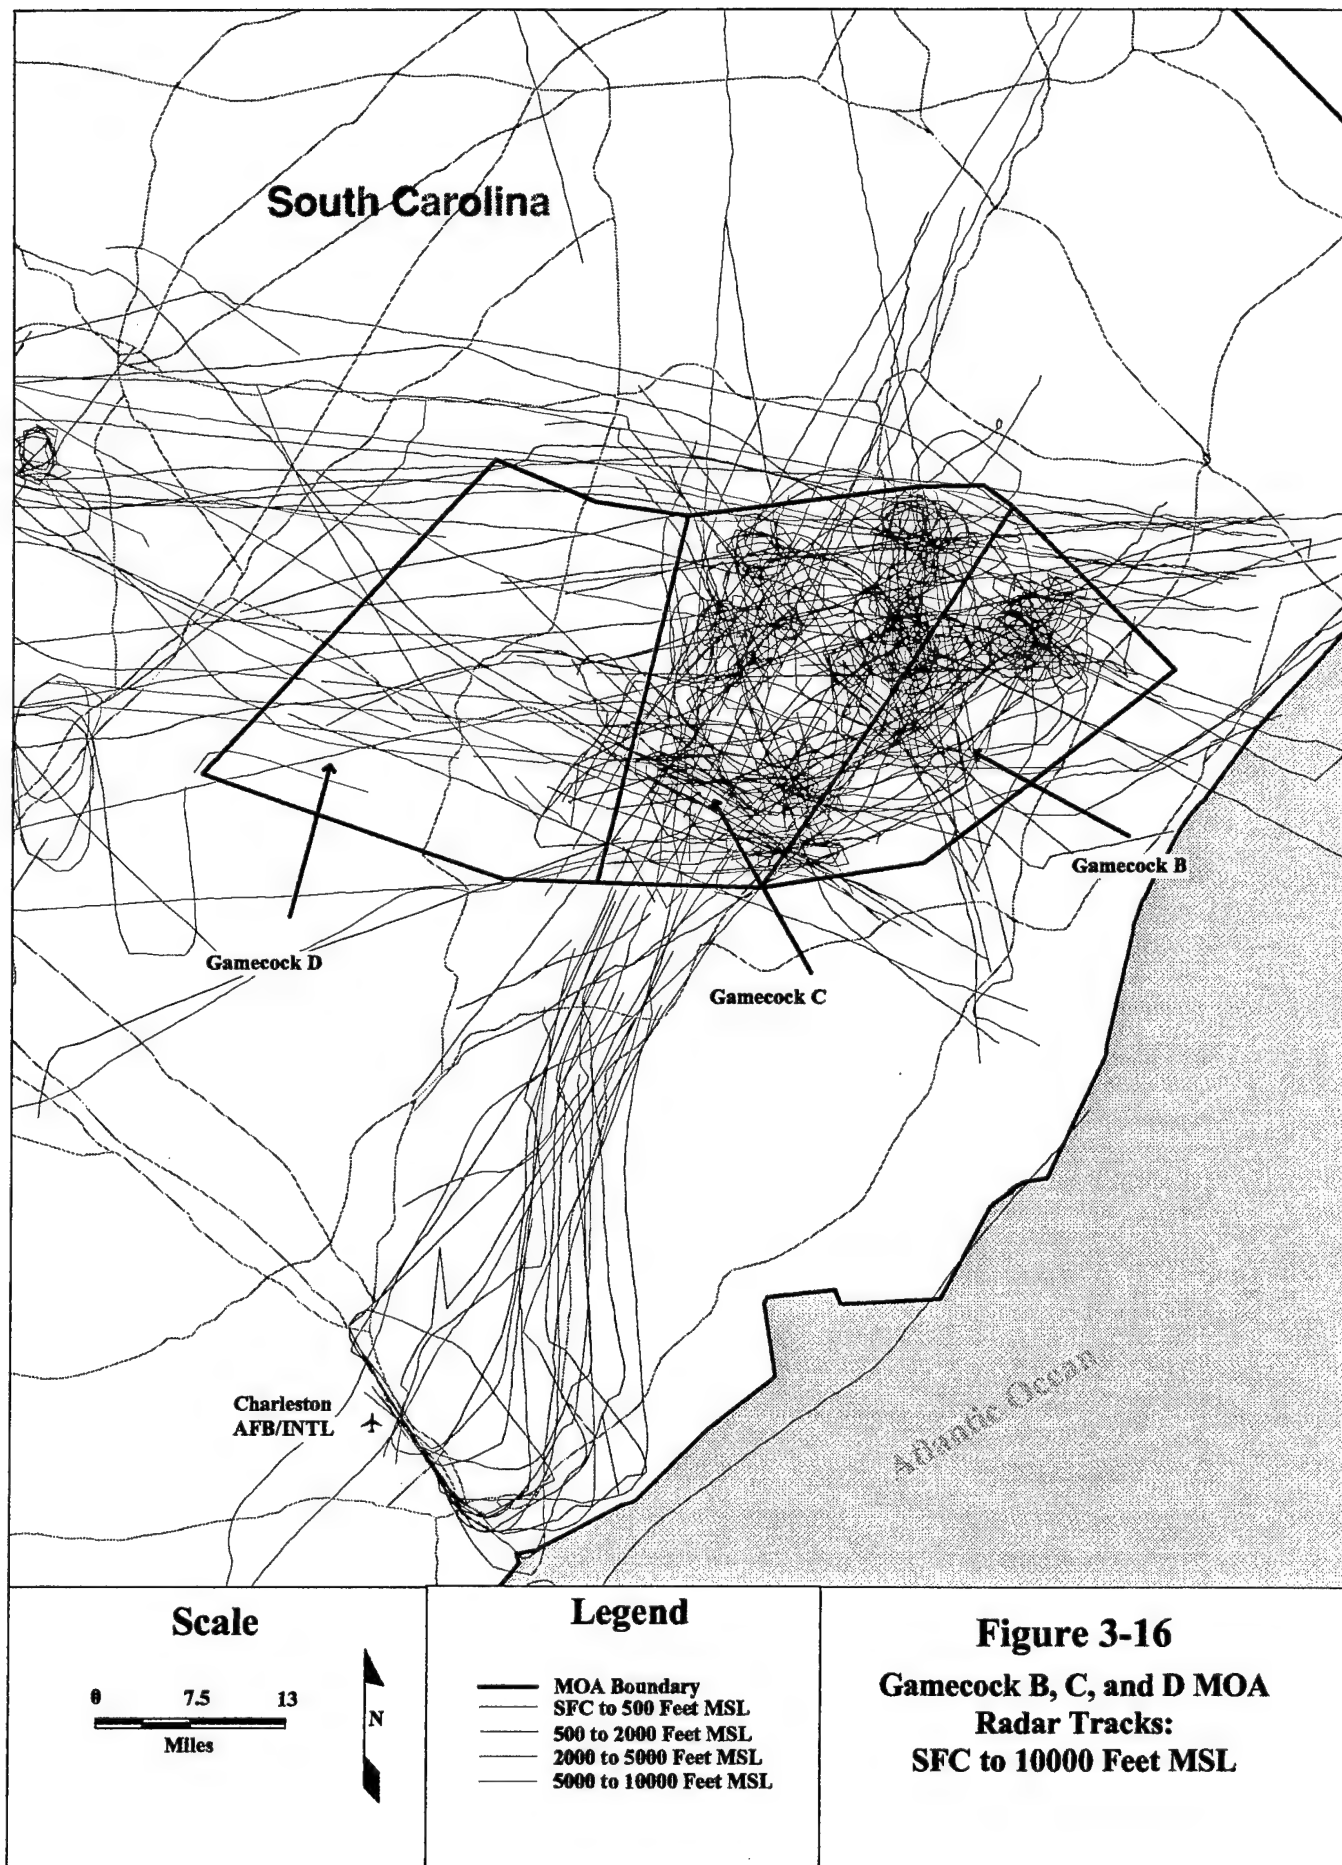 South Carolina
Gamecock B
Gamecock D
Gamecock C
Charleston
AFB/INTL
Atlantic Ocean
Scale
0 7.5 13
Miles
N
Legend
MOA Boundary
SFC to 500 Feet MSL
500 to 2000 Feet MSL
2000 to 5000 Feet MSL
5000 to 10000 Feet MSL
Figure 3-16
Gamecock B, C, and D MOA
Radar Tracks:
SFC to 10000 Feet MSL